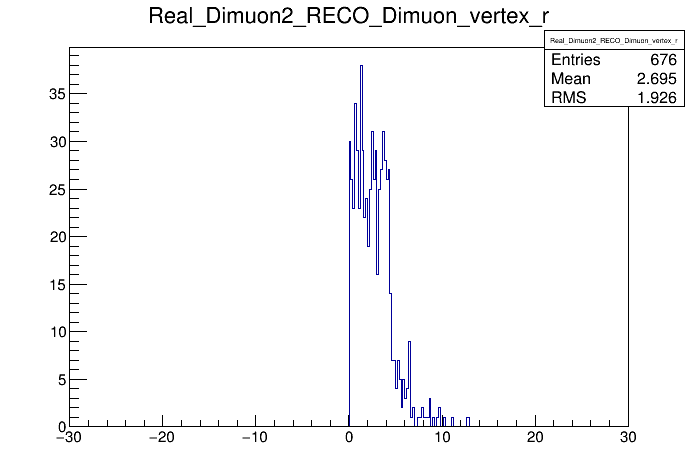 Real_Dimuon2_RECO_Dimuon_vertex_r
Real_Dimuon2_RECO_Dimuon_vertex_r
Entries 676
Mean 2.695
RMS 1.926
35
30
25
20
15
10
5
0
−30 −20 −10 0 10 20 30